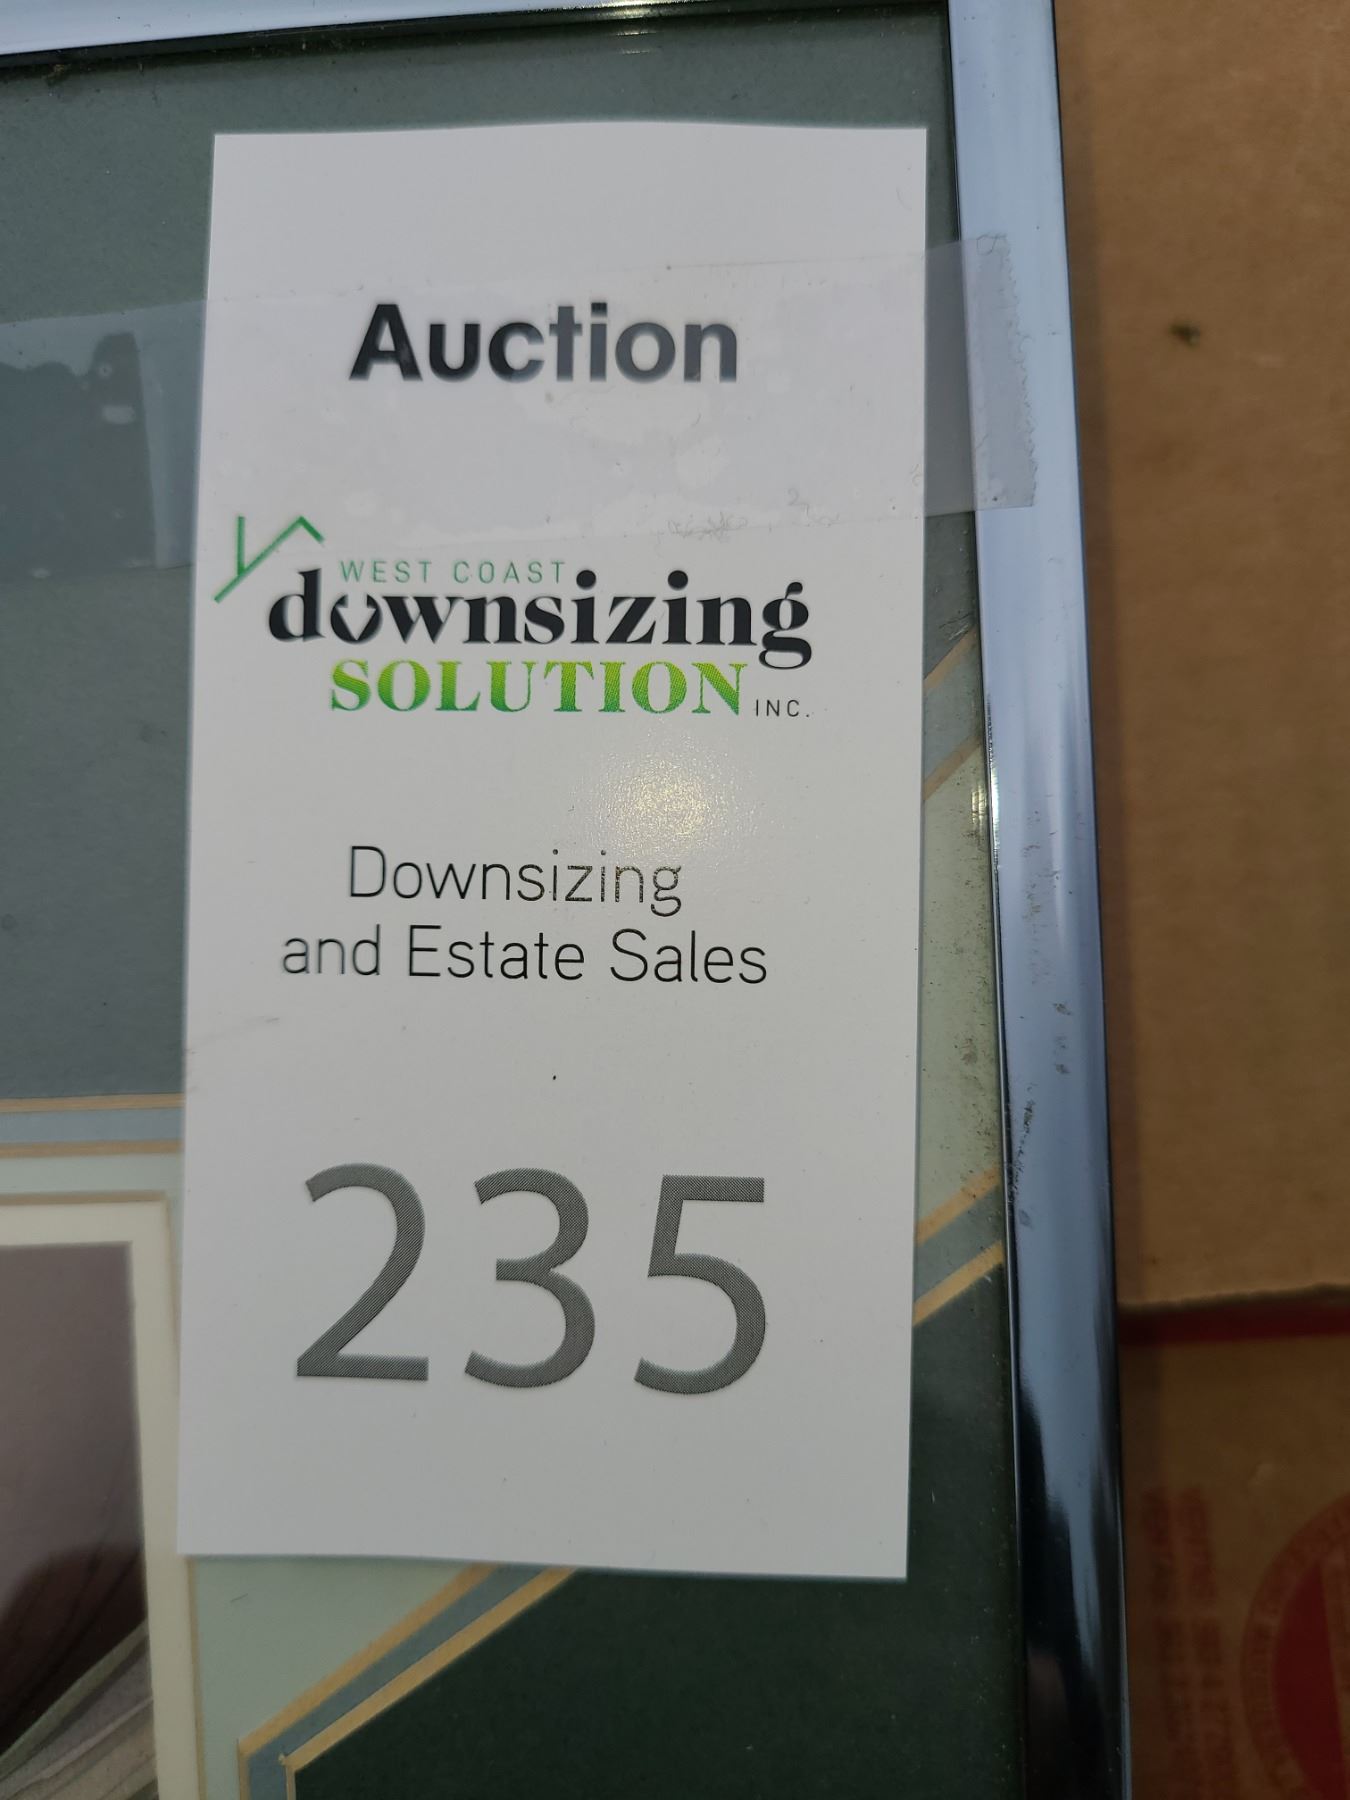 Auction
WEST COAST
downsizing
SOLUTION INC.
Downsizing
and Estate Sales
235